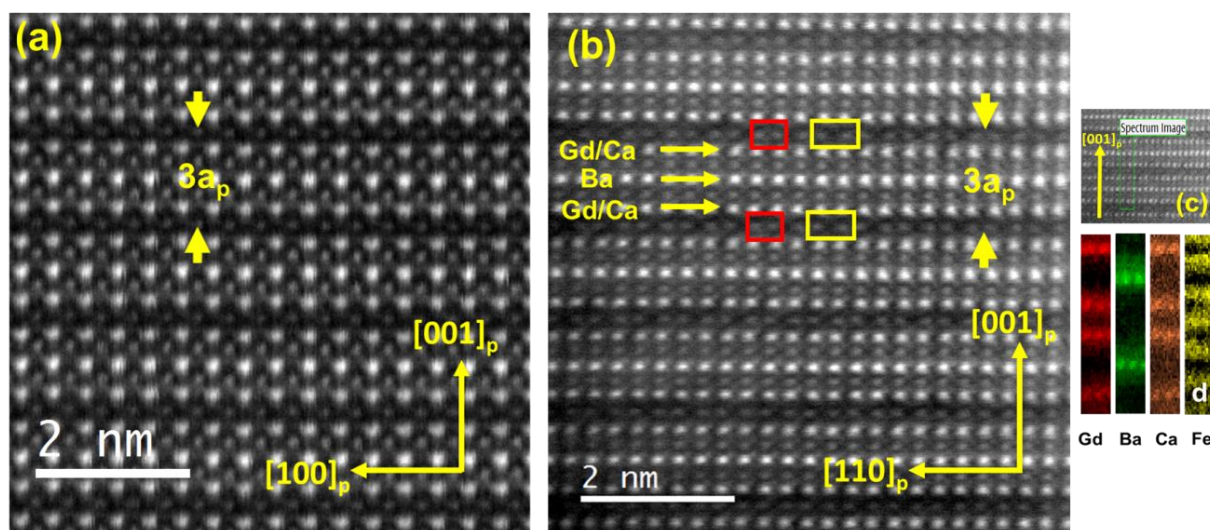 (a)
3aₚ
[001]ₚ
[100]ₚ
2 nm
(b)
Gd/Ca
Ba
Gd/Ca
3aₚ
[001]ₚ
[110]ₚ
2 nm
Spectrum Image
[001]ₚ
(c)
d
Gd Ba Ca Fe